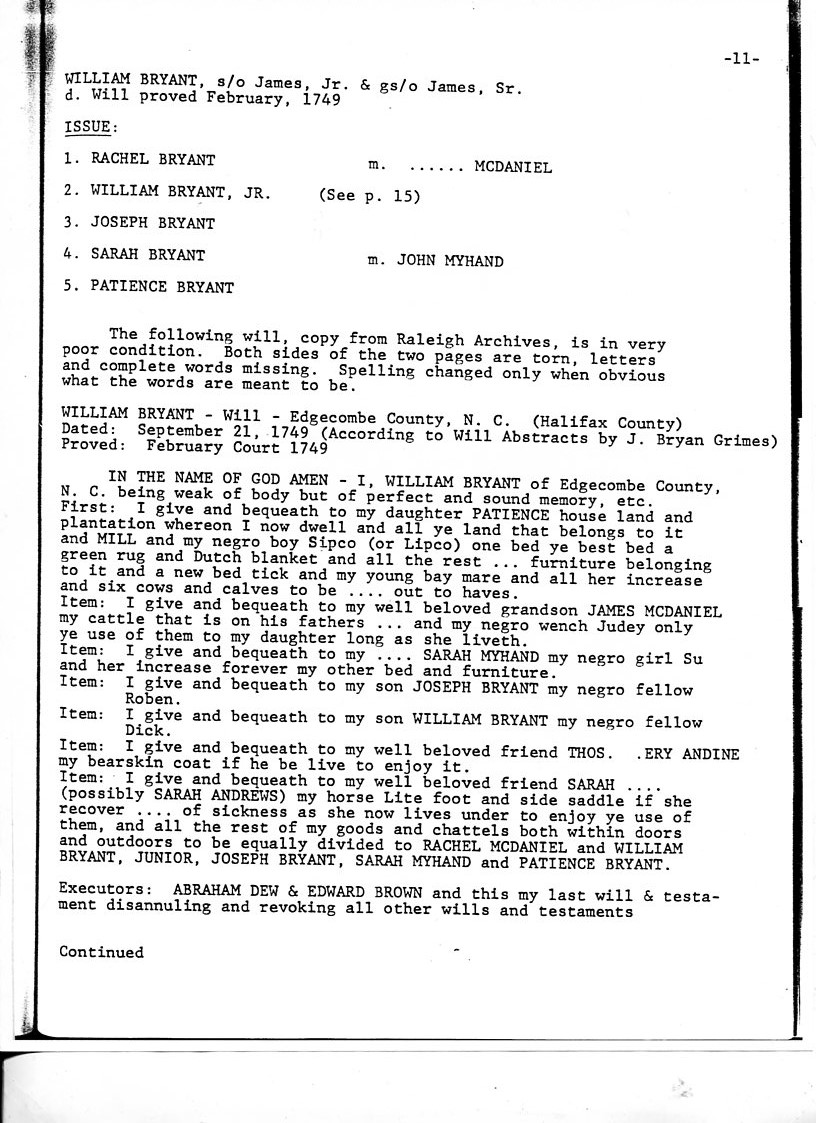 -11-
WILLIAM BRYANT, s/o James, Jr. & gs/o James, Sr.
d. Will proved February, 1749
ISSUE:
1. RACHEL BRYANT m. ...... MCDANIEL
2. WILLIAM BRYANT, JR. (See p. 15)
3. JOSEPH BRYANT
4. SARAH BRYANT m. JOHN MYHAND
5. PATIENCE BRYANT
The following will, copy from Raleigh Archives, is in very
poor condition. Both sides of the two pages are torn, letters
and complete words missing. Spelling changed only when obvious
what the words are meant to be.
WILLIAM BRYANT - Will - Edgecombe County, N. C. (Halifax County)
Dated: September 21, 1749 (According to Will Abstracts by J. Bryan Grimes)
Proved: February Court 1749
IN THE NAME OF GOD AMEN - I, WILLIAM BRYANT of Edgecombe County,
N. C. being weak of body but of perfect and sound memory, etc.
First: I give and bequeath to my daughter PATIENCE house land and
plantation whereon I now dwell and all ye land that belongs to it
and MILL and my negro boy Sipco (or Lipco) one bed ye best bed a
green rug and Dutch blanket and all the rest ... furniture belonging
to it and a new bed tick and my young bay mare and all her increase
and six cows and calves to be .... out to haves.
Item: I give and bequeath to my well beloved grandson JAMES MCDANIEL
my cattle that is on his fathers ... and my negro wench Judey only
ye use of them to my daughter long as she liveth.
Item: I give and bequeath to my .... SARAH MYHAND my negro girl Su
and her increase forever my other bed and furniture.
Item: I give and bequeath to my son JOSEPH BRYANT my negro fellow
Roben.
Item: I give and bequeath to my son WILLIAM BRYANT my negro fellow
Dick.
Item: I give and bequeath to my well beloved friend THOS. .ERY ANDINE
my bearskin coat if he be live to enjoy it.
Item: I give and bequeath to my well beloved friend SARAH ....
(possibly SARAH ANDREWS) my horse Lite foot and side saddle if she
recover .... of sickness as she now lives under to enjoy ye use of
them, and all the rest of my goods and chattels both within doors
and outdoors to be equally divided to RACHEL MCDANIEL and WILLIAM
BRYANT, JUNIOR, JOSEPH BRYANT, SARAH MYHAND and PATIENCE BRYANT.
Executors: ABRAHAM DEW & EDWARD BROWN and this my last will & testa-
ment disannuling and revoking all other wills and testaments
Continued